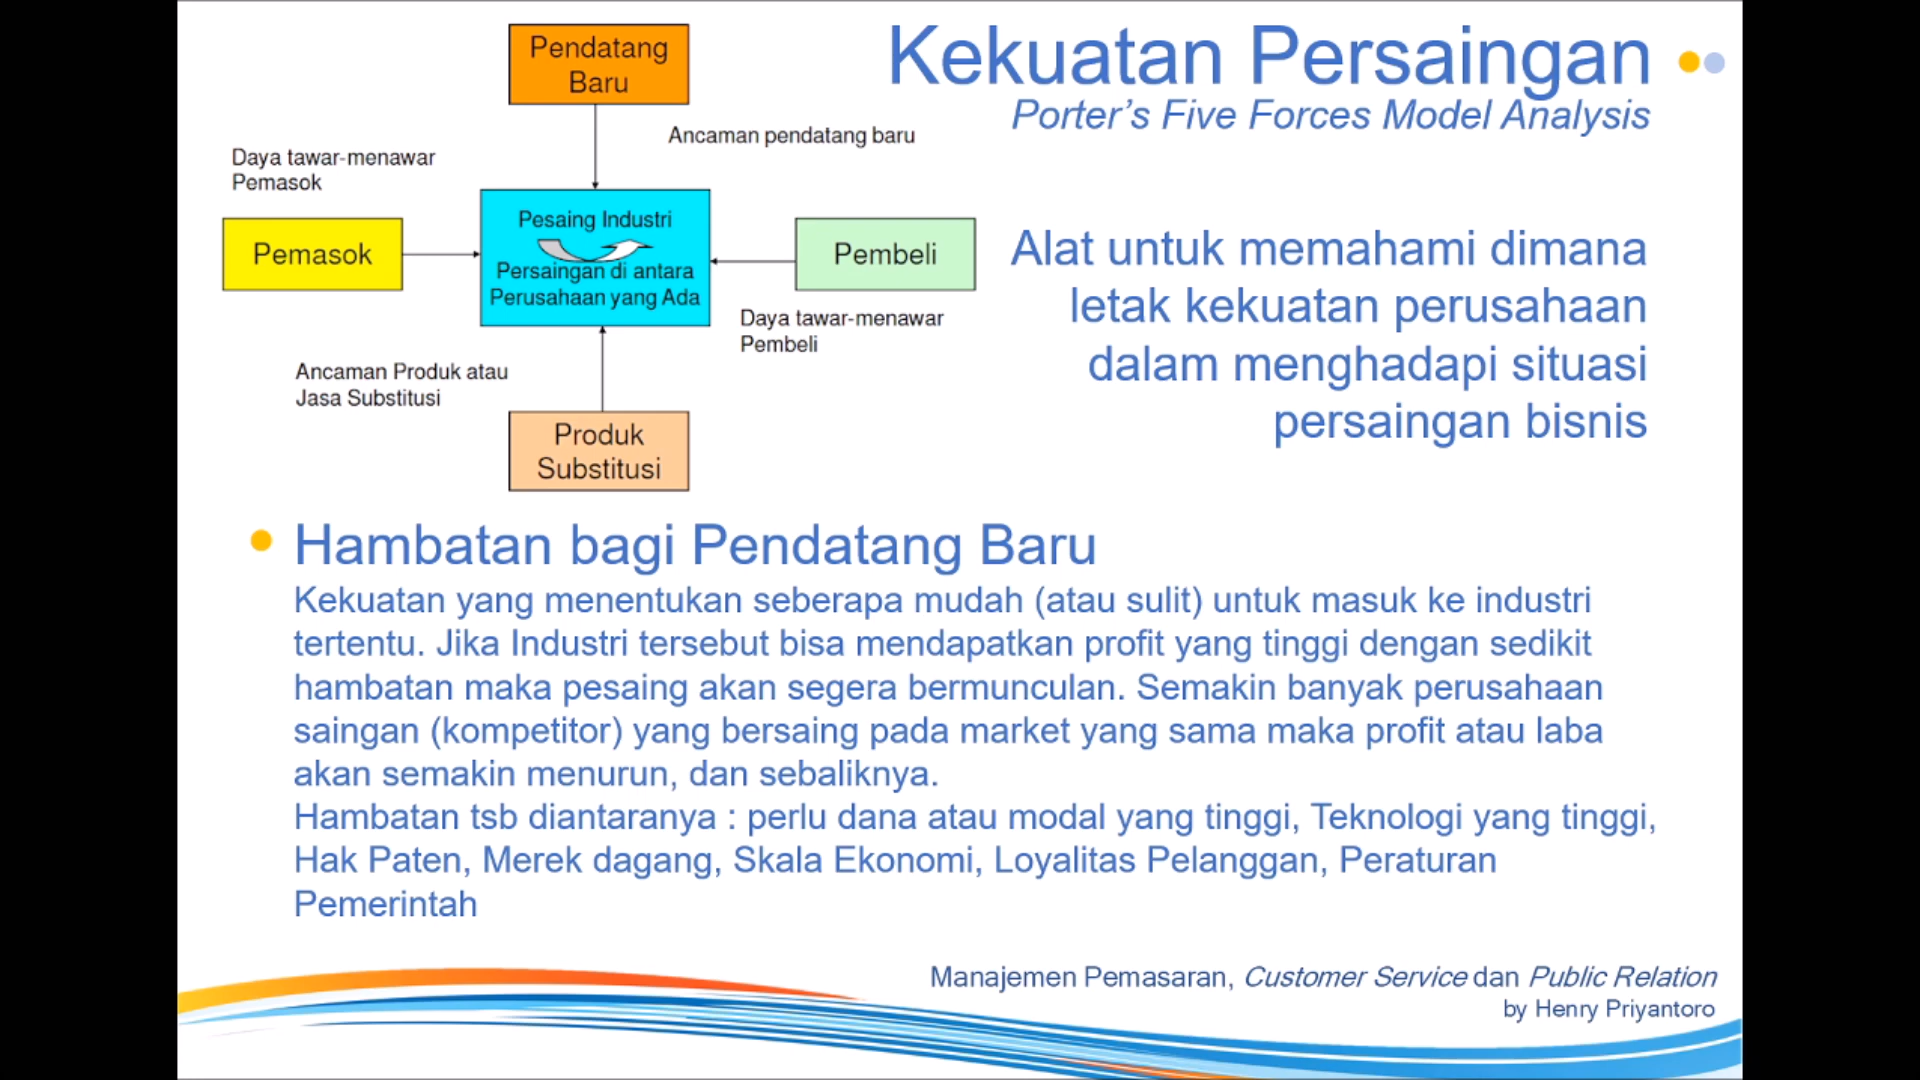 Kekuatan Persaingan
Porter's Five Forces Model Analysis
Pendatang
Baru
Ancaman pendatang baru
Daya tawar-menawar
Pemasok
Pemasok
Pesaing Industri
Persaingan di antara
Perusahaan yang Ada
Pembeli
Daya tawar-menawar
Pembeli
Ancaman Produk atau
Jasa Substitusi
Produk
Substitusi
Alat untuk memahami dimana
letak kekuatan perusahaan
dalam menghadapi situasi
persaingan bisnis
Hambatan bagi Pendatang Baru
Kekuatan yang menentukan seberapa mudah (atau sulit) untuk masuk ke industri
tertentu. Jika Industri tersebut bisa mendapatkan profit yang tinggi dengan sedikit
hambatan maka pesaing akan segera bermunculan. Semakin banyak perusahaan
saingan (kompetitor) yang bersaing pada market yang sama maka profit atau laba
akan semakin menurun, dan sebaliknya.
Hambatan tsb diantaranya : perlu dana atau modal yang tinggi, Teknologi yang tinggi,
Hak Paten, Merek dagang, Skala Ekonomi, Loyalitas Pelanggan, Peraturan
Pemerintah
Manajemen Pemasaran, Customer Service dan Public Relation
by Henry Priyantoro